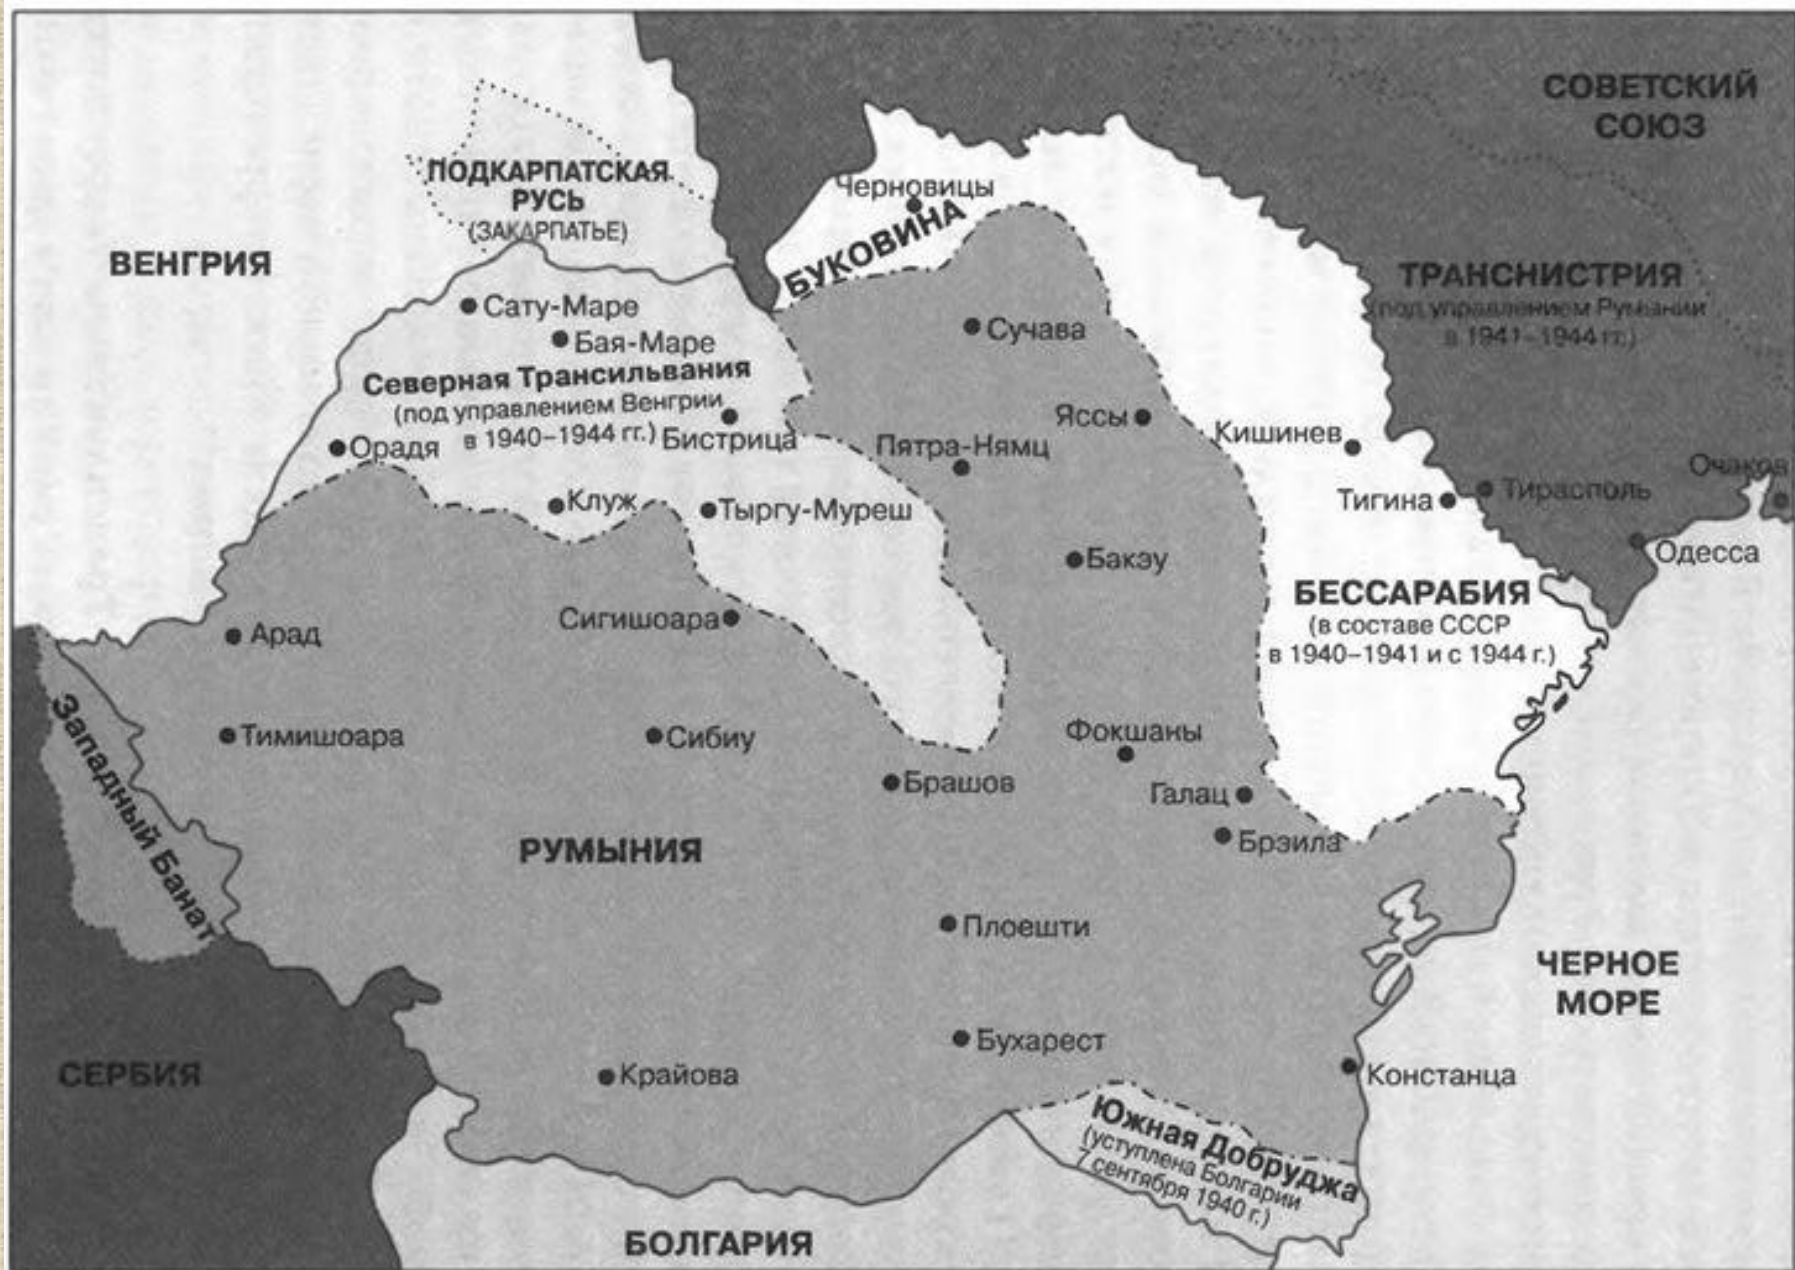 СОВЕТСКИЙ
СОЮЗ
ПОДКАРПАТСКАЯ
РУСЬ
(ЗАКАРПАТЬЕ)
Черновицы
БУКОВИНА
ВЕНГРИЯ
ТРАНСНИСТРИЯ
(под управлением Румании
в 1941–1944 гг.)
Сату-Маре
Бая-Маре
Сучава
Северная Трансильвания
(под управлением Венгрии
в 1940–1944 гг.)
Бистрица
Орадя
Яссы
Кишинев
Пятра-Нямц
Очаков
Клуж
Тыргу-Муреш
Тигина
Тирасполь
Одесса
Бакэу
БЕССАРАБИЯ
(в составе СССР
в 1940–1941 и с 1944 г.)
Сигишоара
Арад
Западный Банат
Тимишоара
Сибиу
Фокшаны
Брашов
Галац
Брэила
РУМЫНИЯ
Плоешти
ЧЕРНОЕ
МОРЕ
Бухарест
СЕРБИЯ
Крайова
Констанца
Южная Добруджа
(уступлена Болгарии
7 сентября 1940 г.)
БОЛГАРИЯ